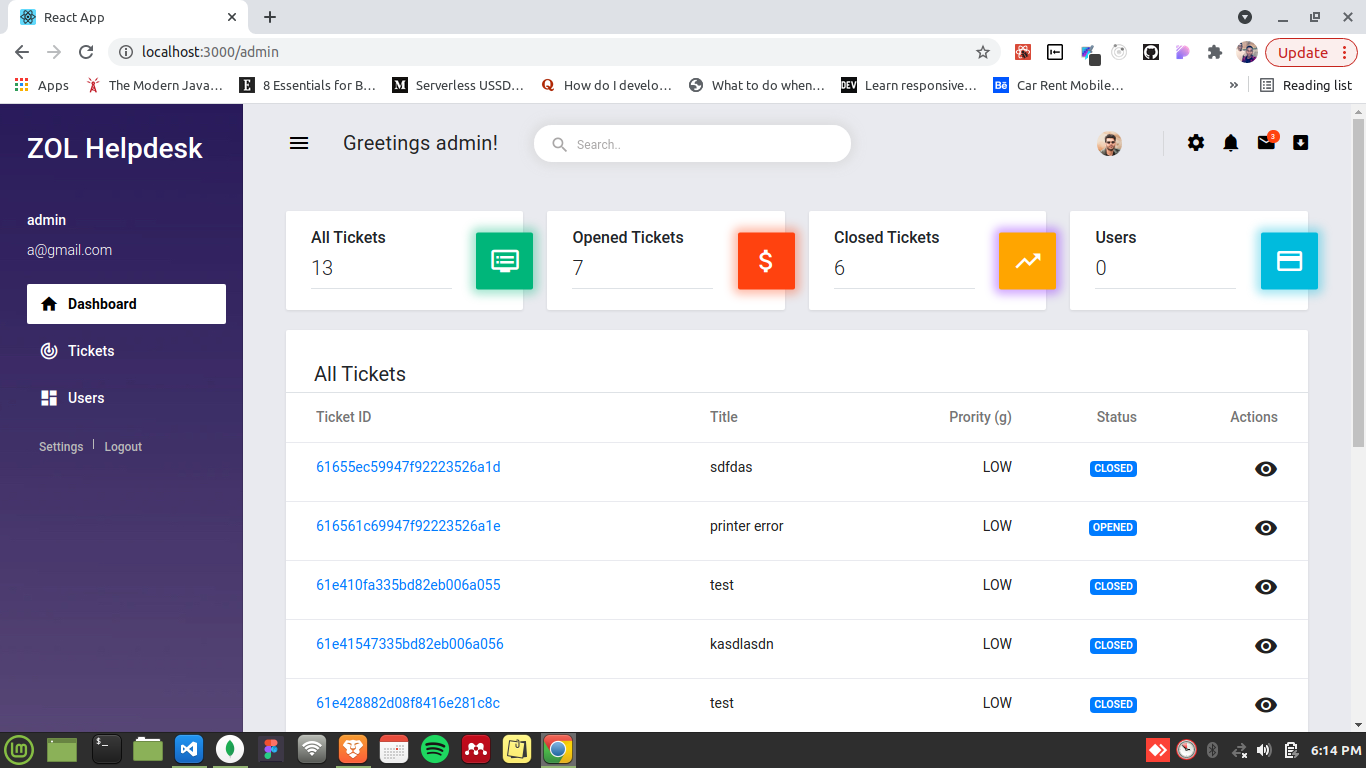 React App
localhost:3000/admin
Update
Apps
The Modern Java...
8 Essentials for B...
Serverless USSD...
How do I develo...
What to do when...
DEV
Learn responsive...
Bē
Car Rent Mobile...
Reading list
ZOL Helpdesk
Greetings admin!
Search..
3
admin
a@gmail.com
Dashboard
Tickets
Users
Settings
Logout
All Tickets
13
Opened Tickets
7
Closed Tickets
6
Users
0
All Tickets
Ticket ID Title Prority (g) Status Actions
61655ec59947f92223526a1d sdfdas LOW CLOSED
616561c69947f92223526a1e printer error LOW OPENED
61e410fa335bd82eb006a055 test LOW CLOSED
61e41547335bd82eb006a056 kasdlasdn LOW CLOSED
61e428882d08f8416e281c8c test LOW CLOSED
6:14 PM